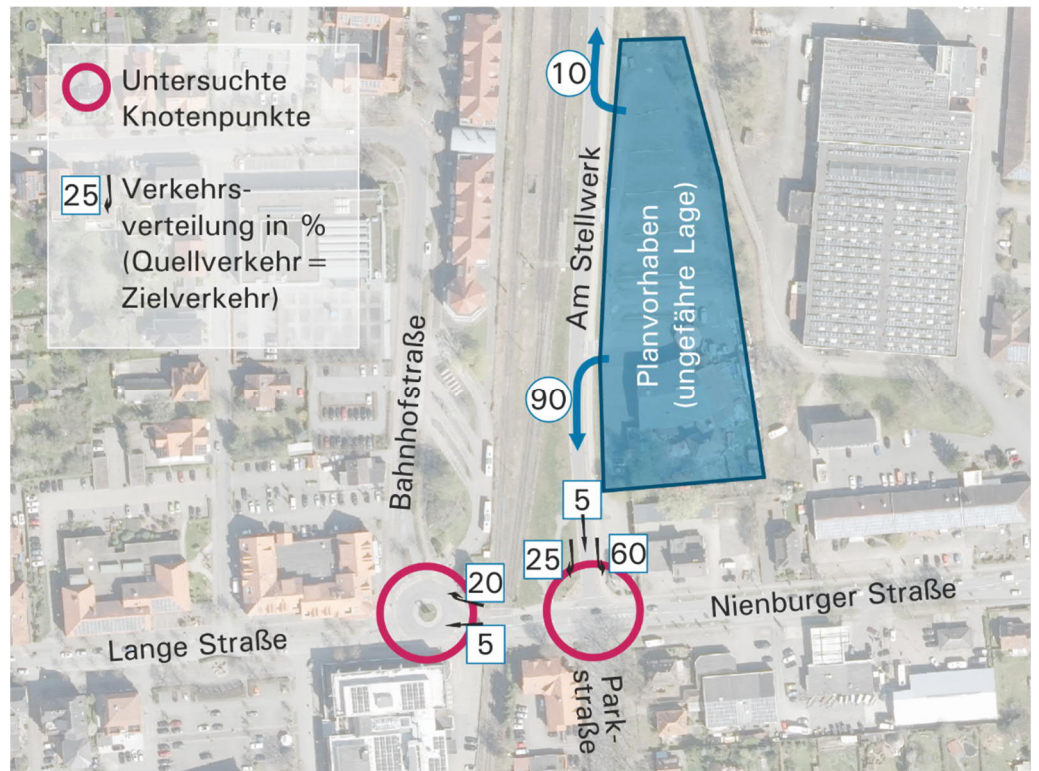 Untersuchte
Knotenpunkte
25 Verkehrs-
verteilung in %
(Quellverkehr =
Zielverkehr)
10
Am Stellwerk
Planvorhaben
(ungefähre Lage)
90
Bahnhofstraße
5
25
60
20
5
Nienburger Straße
Lange Straße
Park-
straße